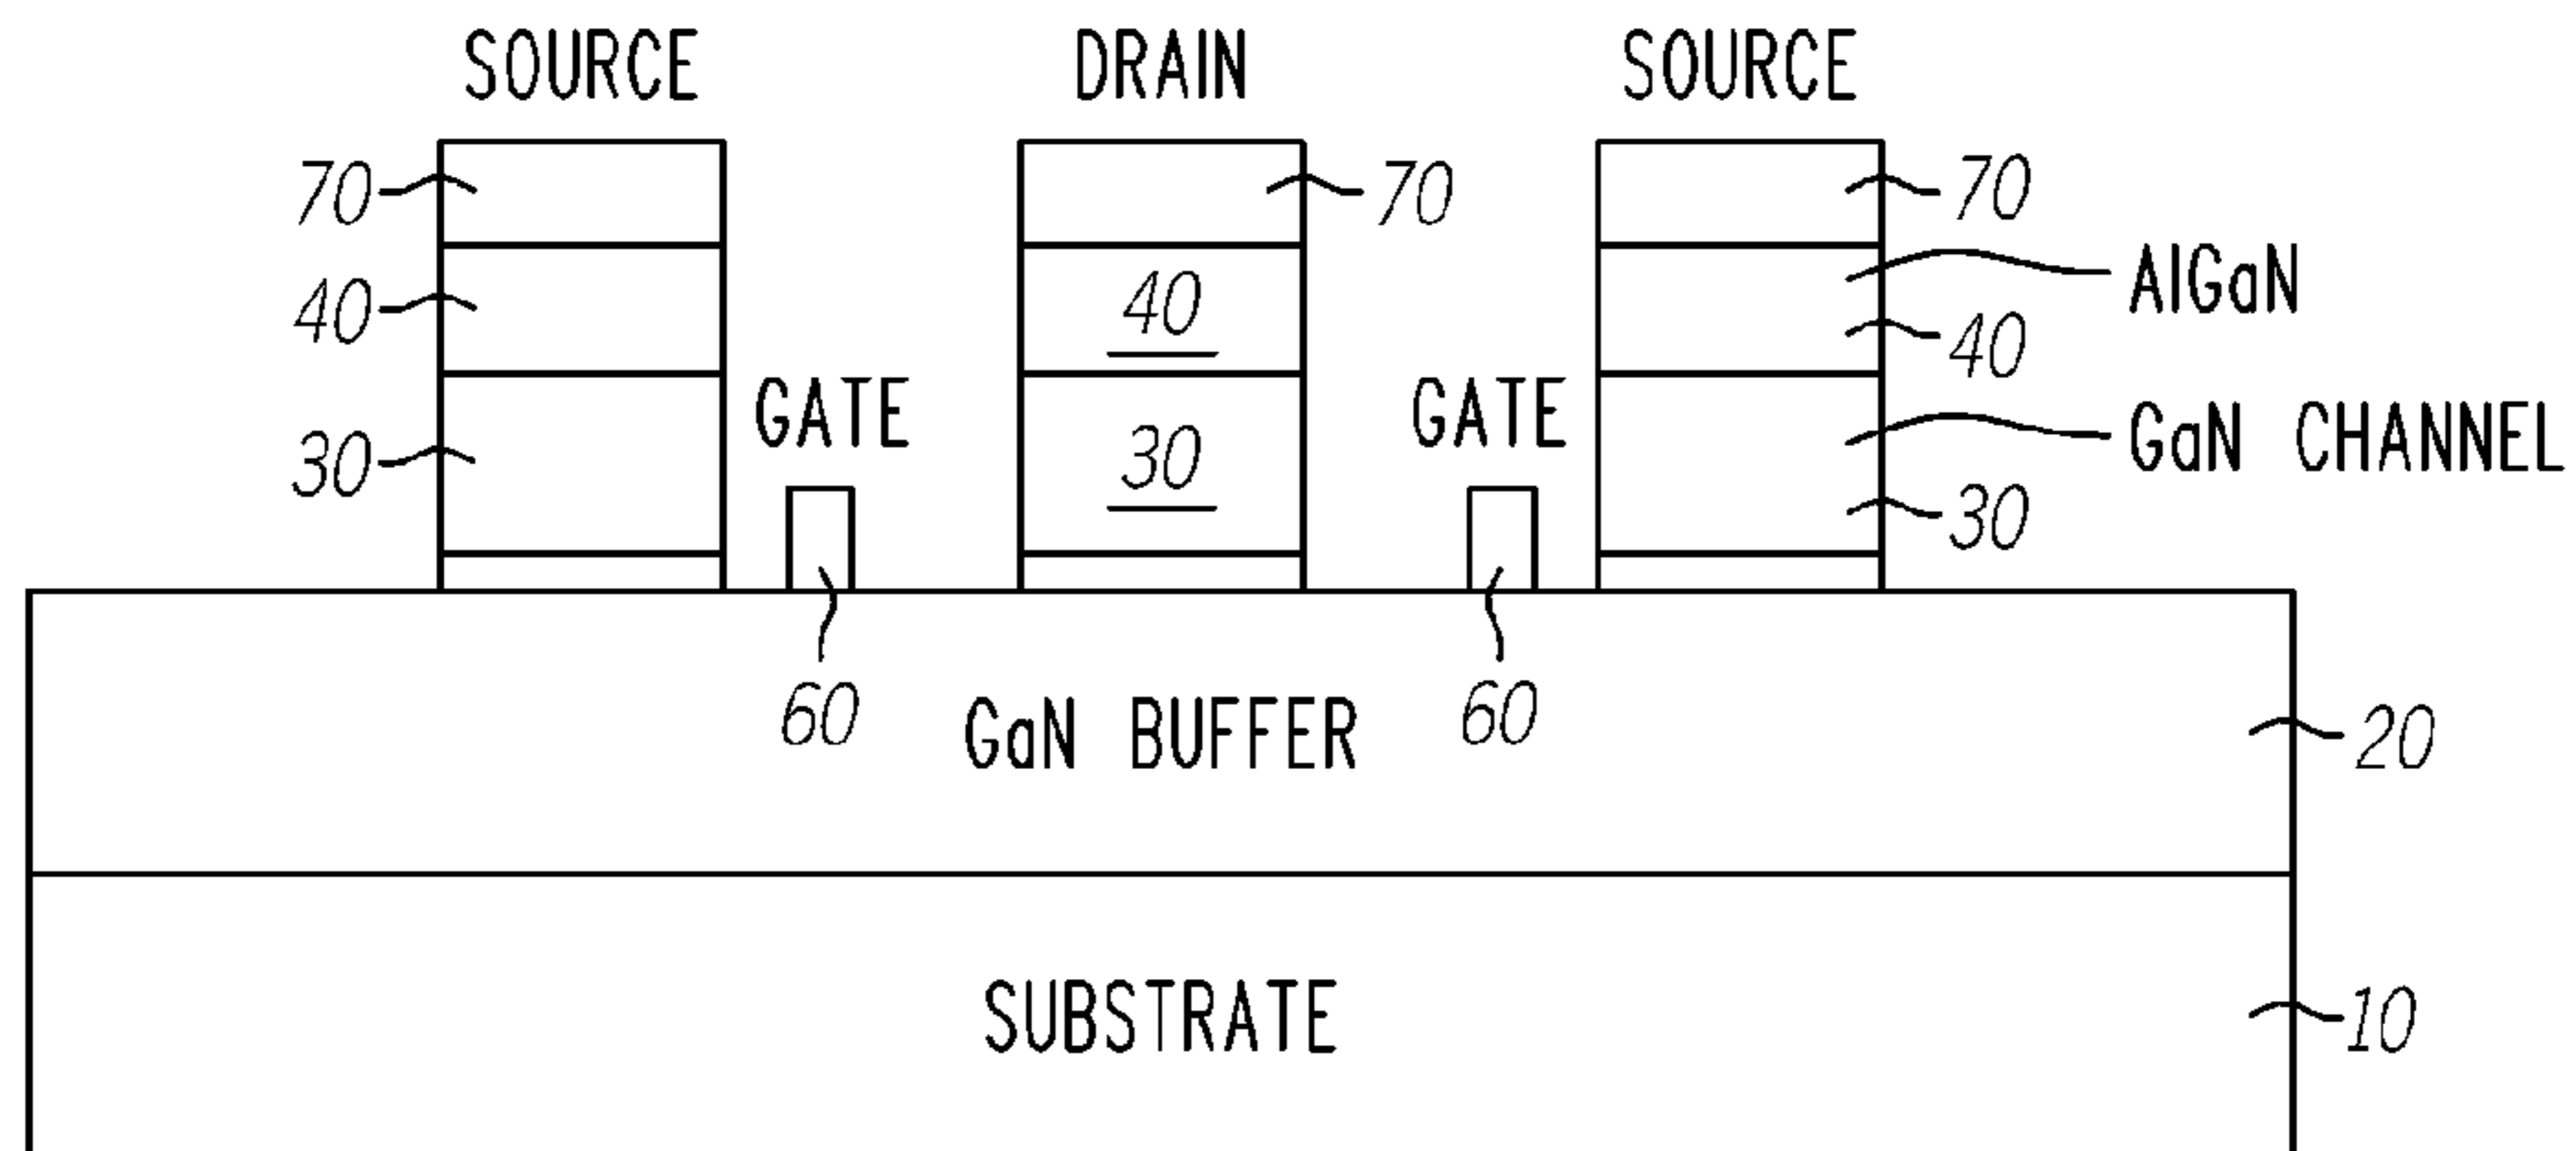 SOURCE DRAIN SOURCE
70 70 70
40 40 AlGaN
40
GATE GATE
30 30 GaN CHANNEL
30
60 GaN BUFFER 60 20
SUBSTRATE 10